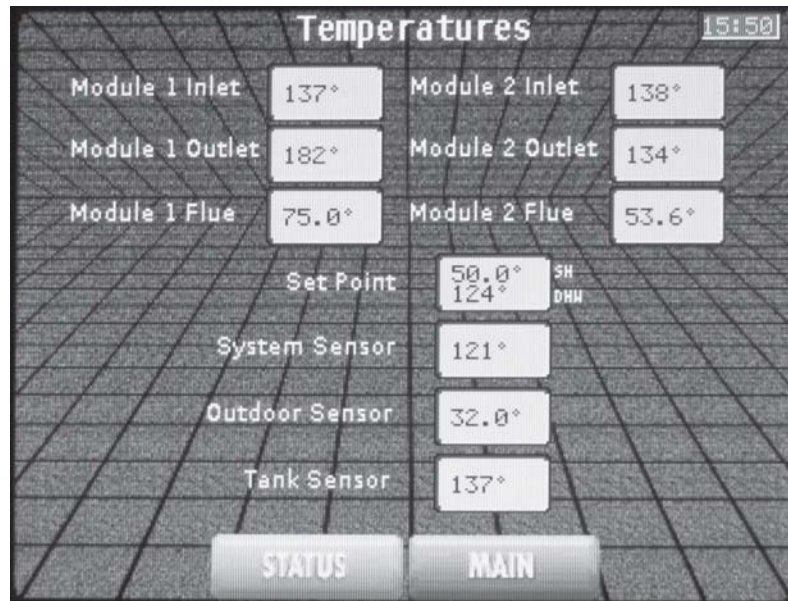 Temperatures 15:50
Module 1 Inlet 137° Module 2 Inlet 138°
Module 1 Outlet 182° Module 2 Outlet 134°
Module 1 Flue 75.0° Module 2 Flue 53.6°
Set Point 50.0° SH
124° DHW
System Sensor 121°
Outdoor Sensor 32.0°
Tank Sensor 137°
STATUS MAIN